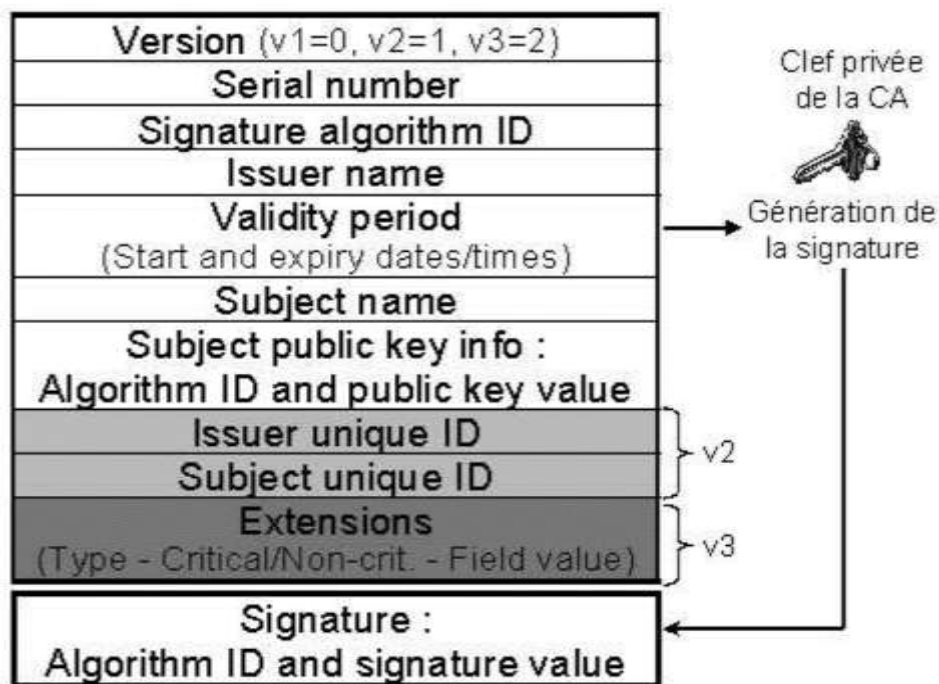 Version (v1=0, v2=1, v3=2)
Serial number
Signature algorithm ID
Issuer name
Validity period
(Start and expiry dates/times)
Subject name
Subject public key info :
Algorithm ID and public key value
Issuer unique ID
Subject unique ID
Extensions
(Type - Critical/Non-crit. - Field value)
Signature :
Algorithm ID and signature value
Clef privée
de la CA
Génération de
la signature
v2
v3